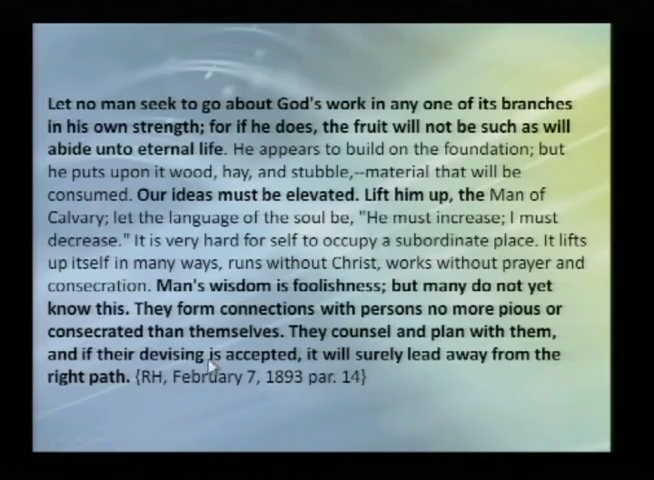 Let no man seek to go about God's work in any one of its branches
in his own strength; for if he does, the fruit will not be such as will
abide unto eternal life. He appears to build on the foundation; but
he puts upon it wood, hay, and stubble,--material that will be
consumed. Our ideas must be elevated. Lift him up, the Man of
Calvary; let the language of the soul be, "He must increase; I must
decrease." It is very hard for self to occupy a subordinate place. It lifts
up itself in many ways, runs without Christ, works without prayer and
consecration. Man's wisdom is foolishness; but many do not yet
know this. They form connections with persons no more pious or
consecrated than themselves. They counsel and plan with them,
and if their devising is accepted, it will surely lead away from the
right path. {RH, February 7, 1893 par. 14}